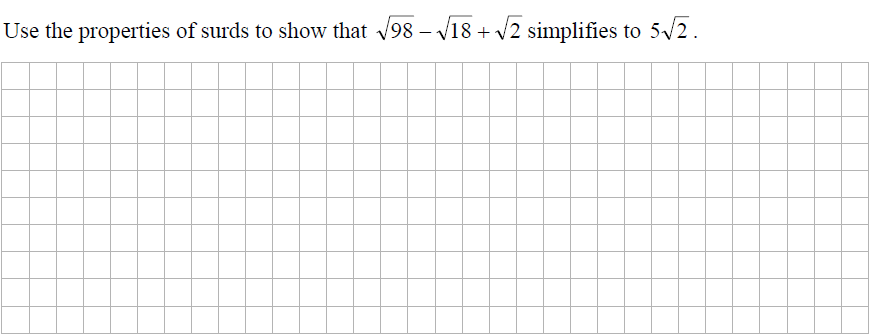 Use the properties of surds to show that √98 – √18 + √2 simplifies to 5√2.